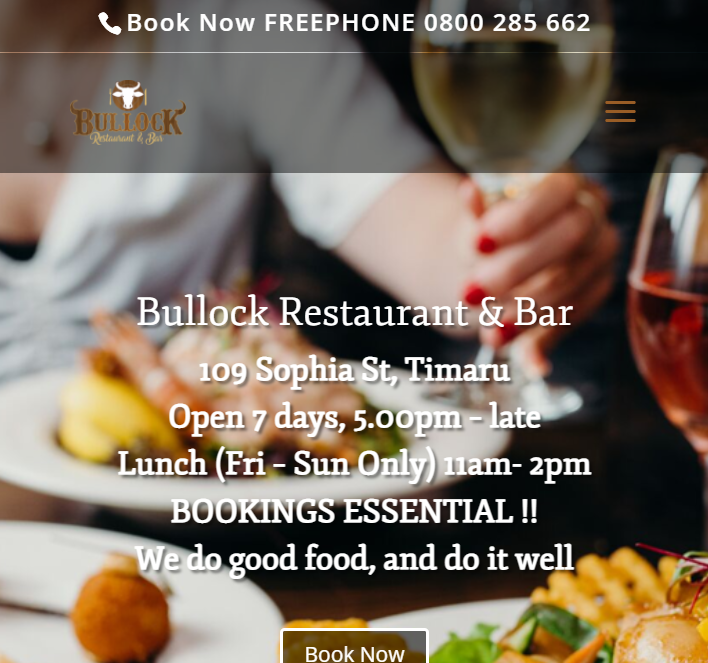 Book Now FREEPHONE 0800 285 662
BULLOCK
Restaurant & Bar
Bullock Restaurant & Bar
109 Sophia St, Timaru
Open 7 days, 5.00pm – late
Lunch (Fri – Sun Only) 11am- 2pm
BOOKINGS ESSENTIAL !!
We do good food, and do it well
Book Now